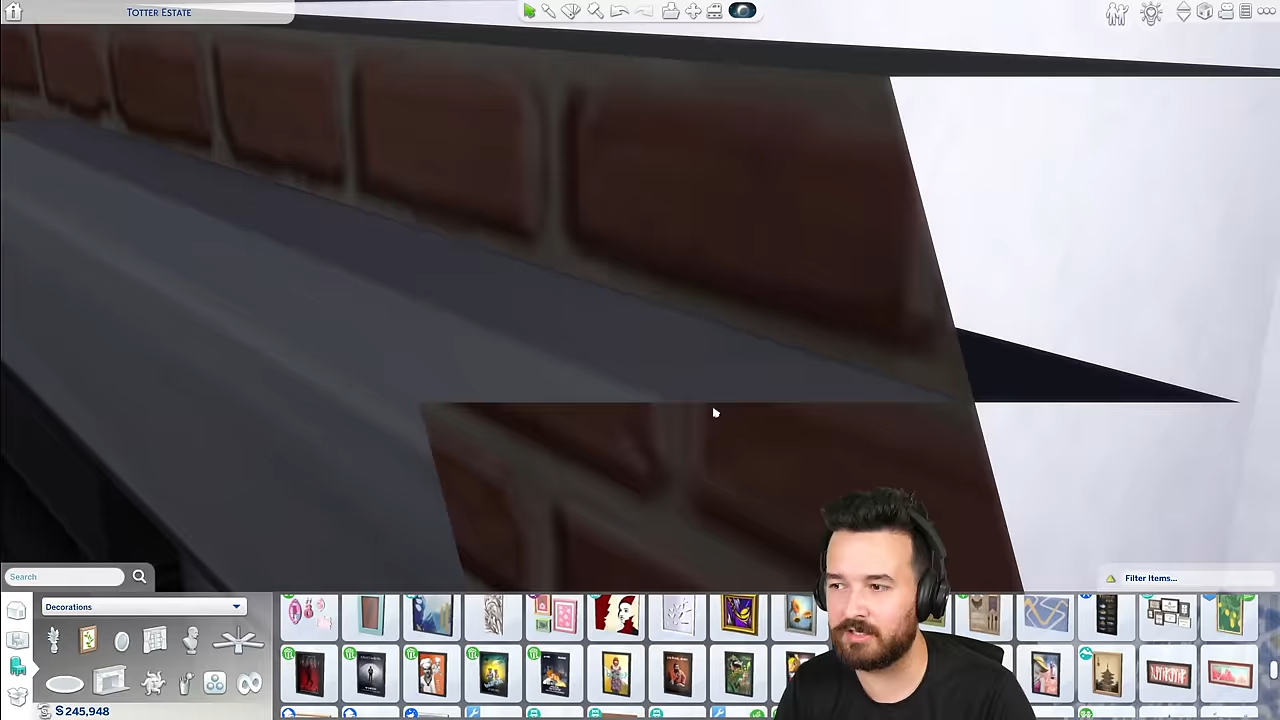 TOTTER ESTATE
Search
Filter Items...
Decorations
§245,948